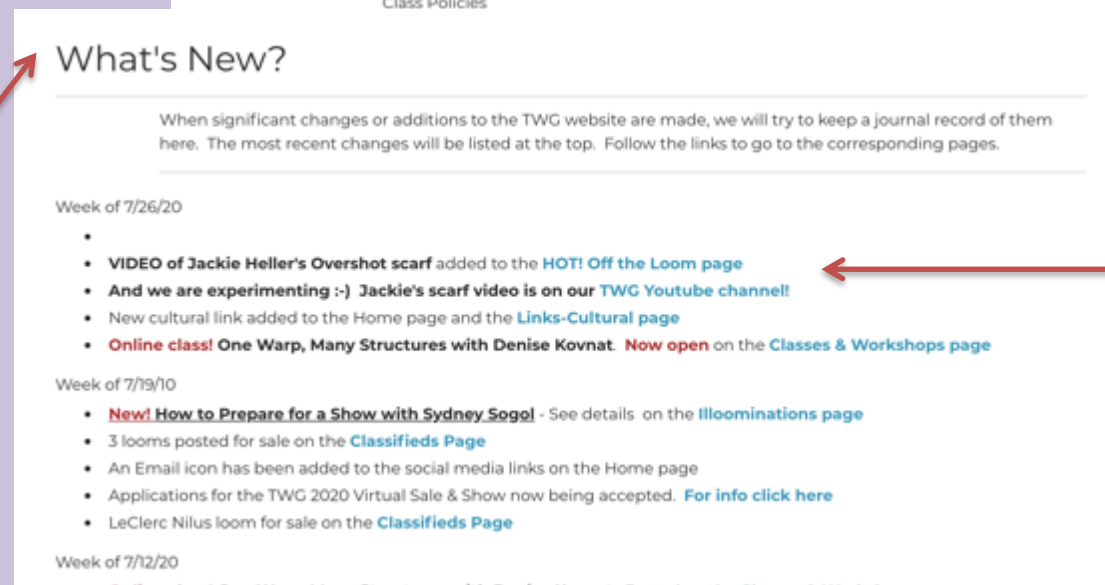 Class Policies
What's New?
When significant changes or additions to the TWG website are made, we will try to keep a journal record of them
here. The most recent changes will be listed at the top. Follow the links to go to the corresponding pages.
Week of 7/26/20
•
• VIDEO of Jackie Heller's Overshot scarf added to the HOT! Off the Loom page
• And we are experimenting :-) Jackie's scarf video is on our TWG Youtube channel!
• New cultural link added to the Home page and the Links-Cultural page
• Online class! One Warp, Many Structures with Denise Kovnat. Now open on the Classes & Workshops page
Week of 7/19/10
• New! How to Prepare for a Show with Sydney Sogol - See details on the Illoominations page
• 3 looms posted for sale on the Classifieds Page
• An Email icon has been added to the social media links on the Home page
• Applications for the TWG 2020 Virtual Sale & Show now being accepted. For info click here
• LeClerc Nilus loom for sale on the Classifieds Page
Week of 7/12/20